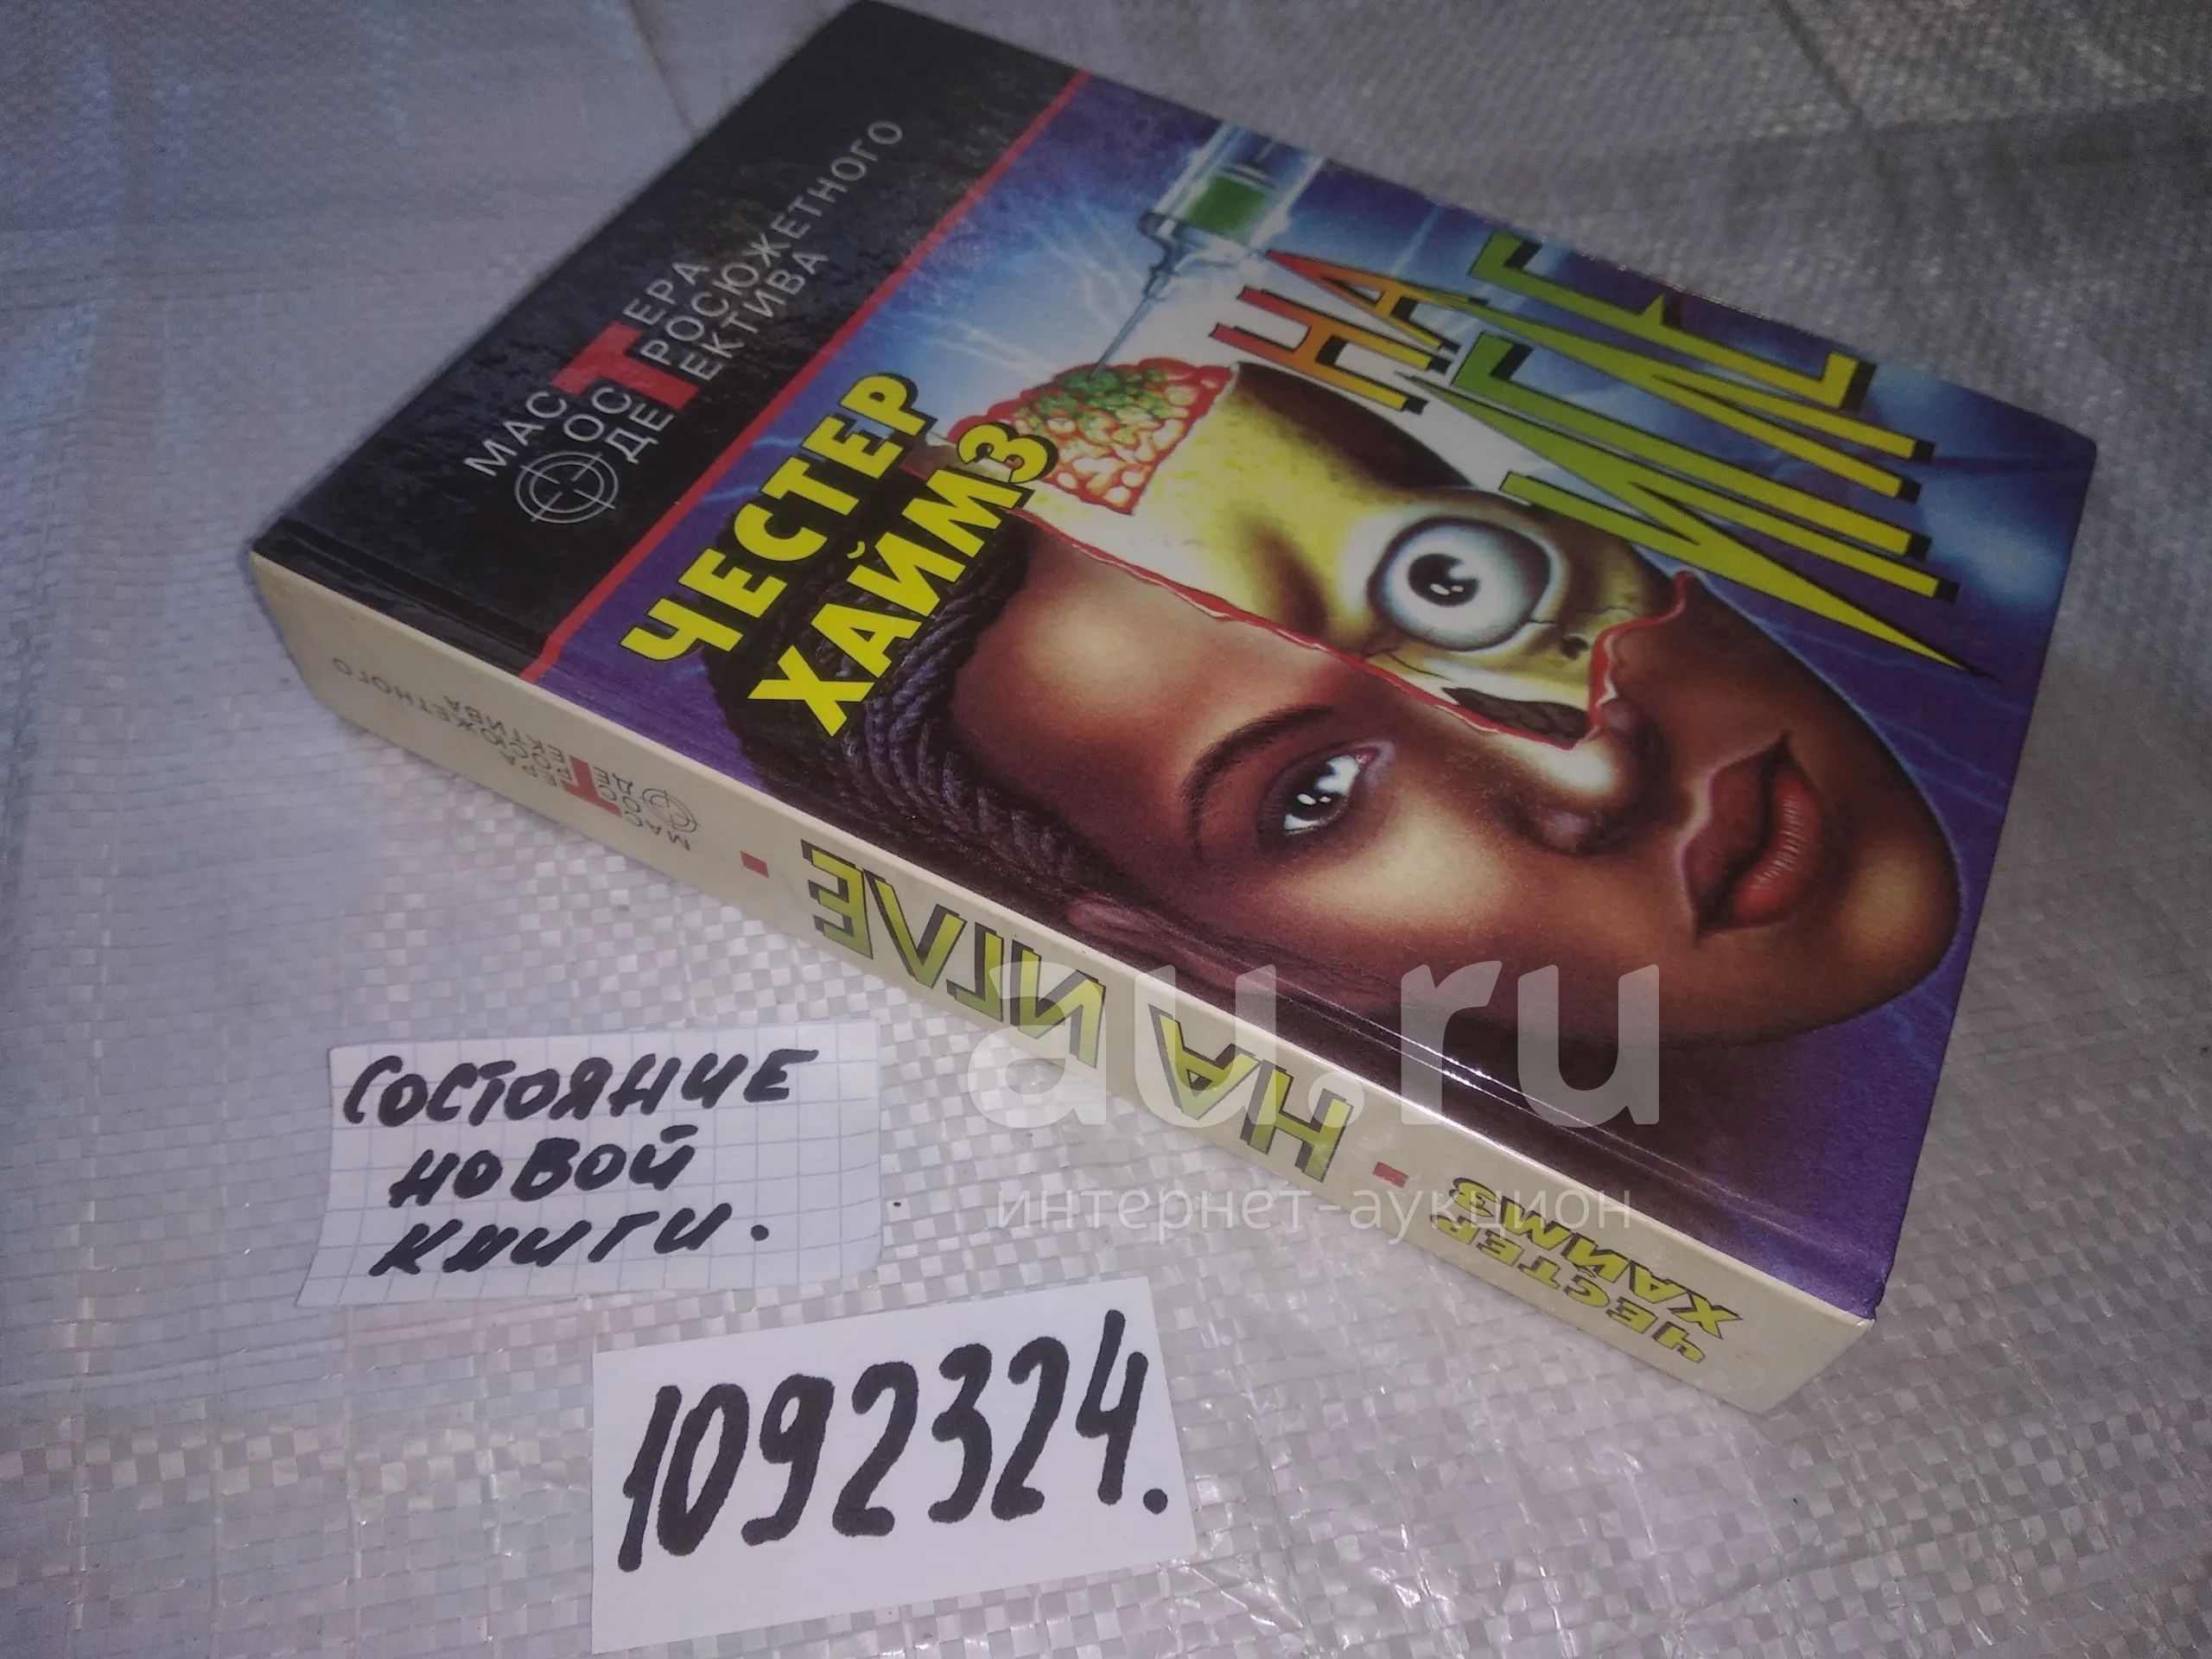 МАСТЕРА
ОСТРОСЮЖЕТНОГО
ДЕТЕКТИВА
ЧЕСТЕР
ХАЙМЗ
НА
ИГЛЕ
МАСТЕРА
ОСТРОСЮЖЕТНОГО
ДЕТЕКТИВА
НА ИГЛЕ
ЧЕСТЕР
ХАЙМЗ
au.ru
интернет-аукцион
СОСТОЯНИЕ
НОВОЙ
КНИГИ.
1092324.